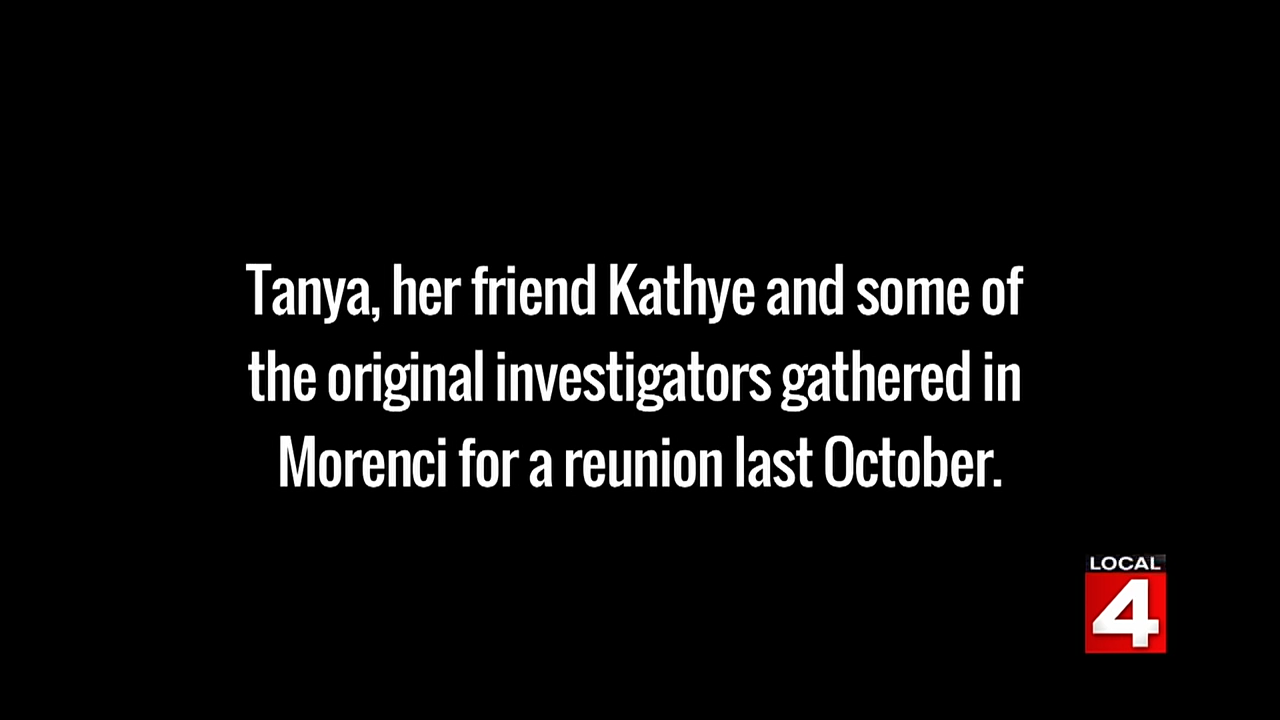 Tanya, her friend Kathye and some of
the original investigators gathered in
Morenci for a reunion last October.
LOCAL
4